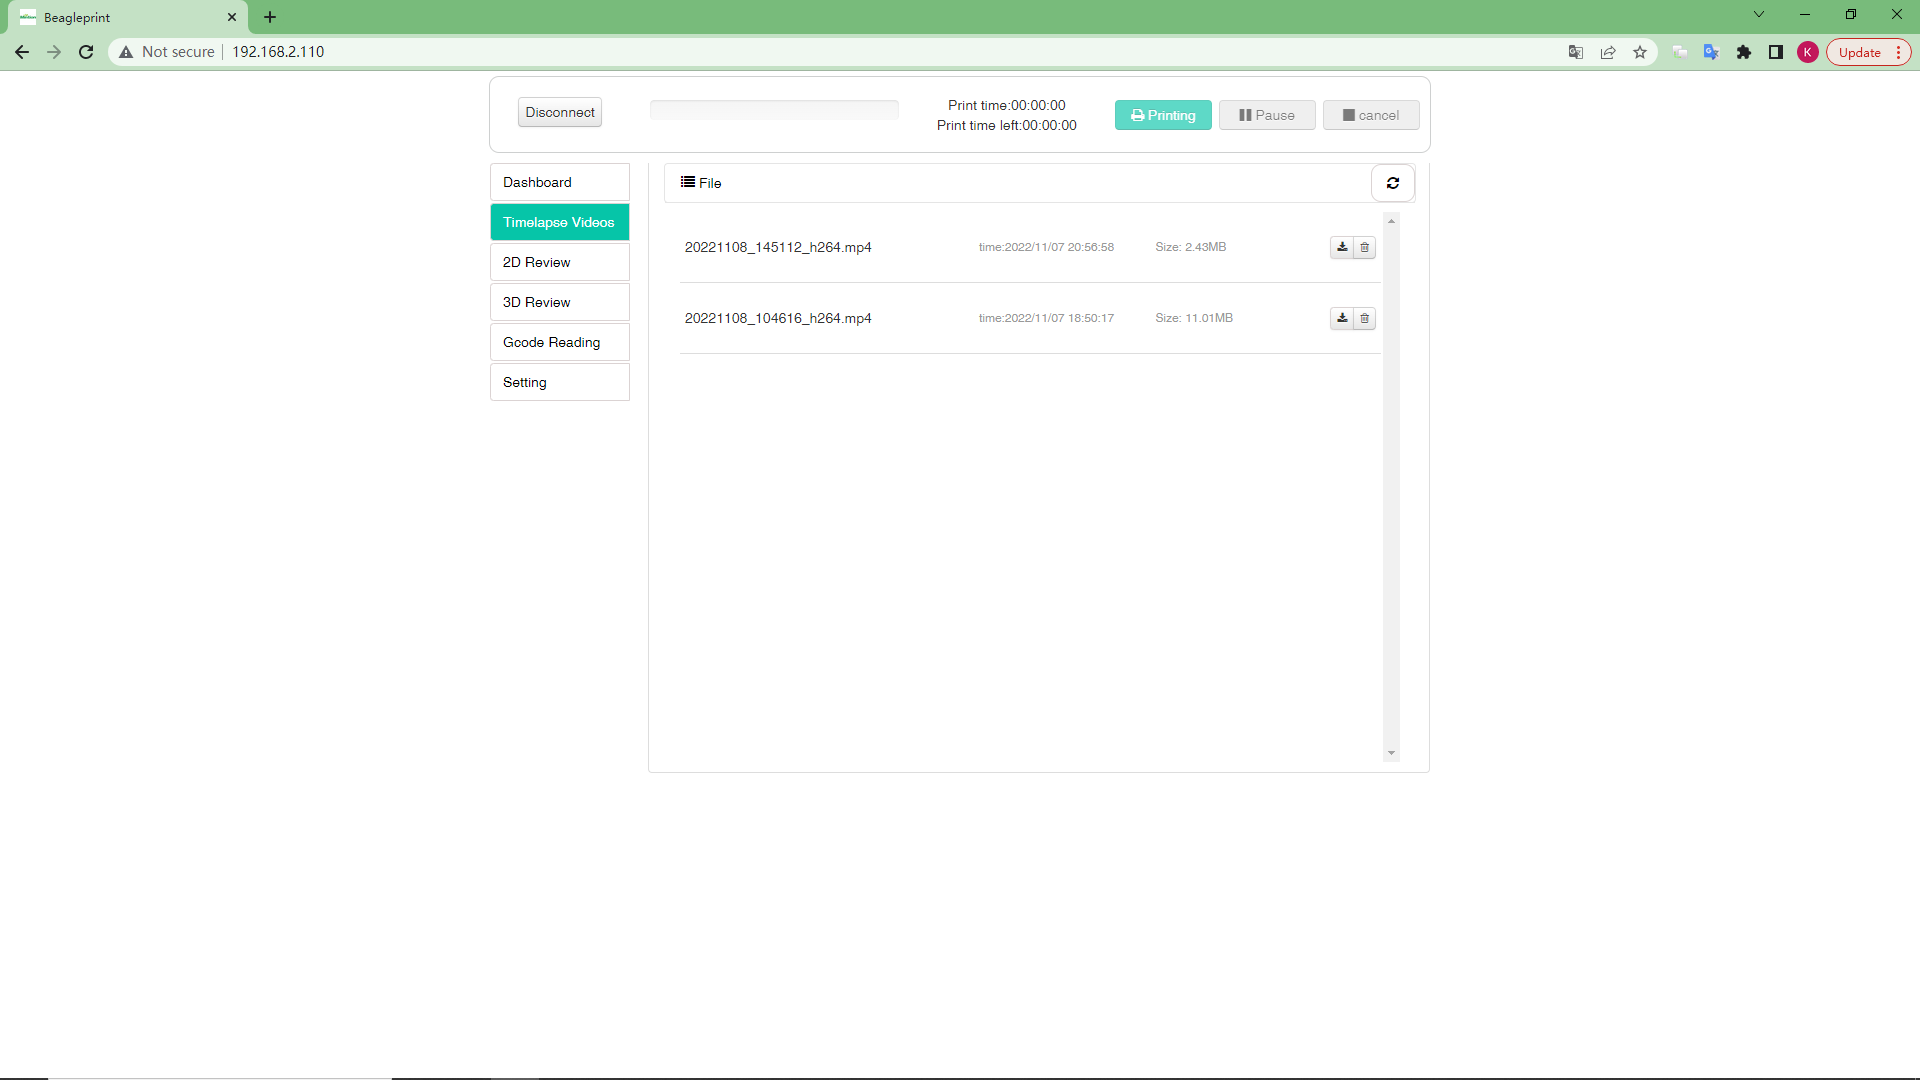 Beagleprint
Not secure 192.168.2.110
K
Update
Disconnect
Print time:00:00:00
Print time left:00:00:00
Printing
Pause
cancel
Dashboard
Timelapse Videos
2D Review
3D Review
Gcode Reading
Setting
File
20221108_145112_h264.mp4 time:2022/11/07 20:56:58 Size: 2.43MB
20221108_104616_h264.mp4 time:2022/11/07 18:50:17 Size: 11.01MB